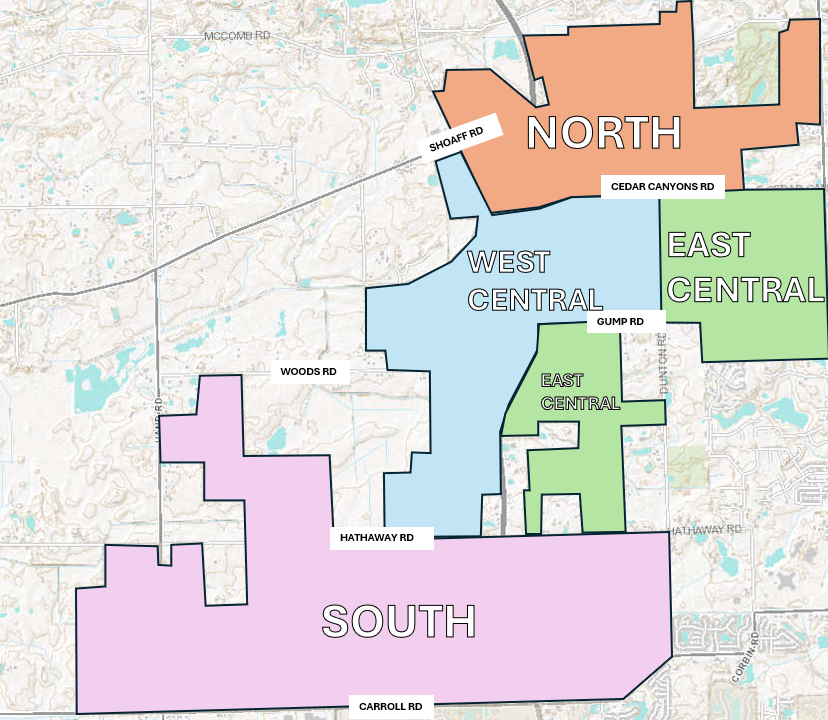 MCCOMB RD
NORTH
SHOAFF RD
CEDAR CANYONS RD
EAST
CENTRAL
WEST
CENTRAL
GUMP RD
DUNTON RD
WOODS RD
EAST
CENTRAL
HATHAWAY RD
HATHAWAY RD
SOUTH
CORBIN RD
CARROLL RD